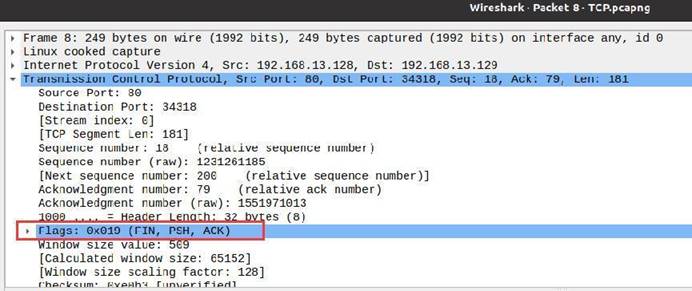 Wireshark · Packet 8 · TCP.pcapng
Frame 8: 249 bytes on wire (1992 bits), 249 bytes captured (1992 bits) on interface any, id 0
Linux cooked capture
Internet Protocol Version 4, Src: 192.168.13.128, Dst: 192.168.13.129
Transmission Control Protocol, Src Port: 80, Dst Port: 34318, Seq: 18, Ack: 79, Len: 181
Source Port: 80
Destination Port: 34318
[Stream index: 0]
[TCP Segment Len: 181]
Sequence number: 18 (relative sequence number)
Sequence number (raw): 1231261185
[Next sequence number: 200 (relative sequence number)]
Acknowledgment number: 79 (relative ack number)
Acknowledgment number (raw): 1551971013
1000 .... = Header Length: 32 bytes (8)
Flags: 0x019 (FIN, PSH, ACK)
Window size value: 509
[Calculated window size: 65152]
[Window size scaling factor: 128]
Checksum: 0xe0b3 [unverified]